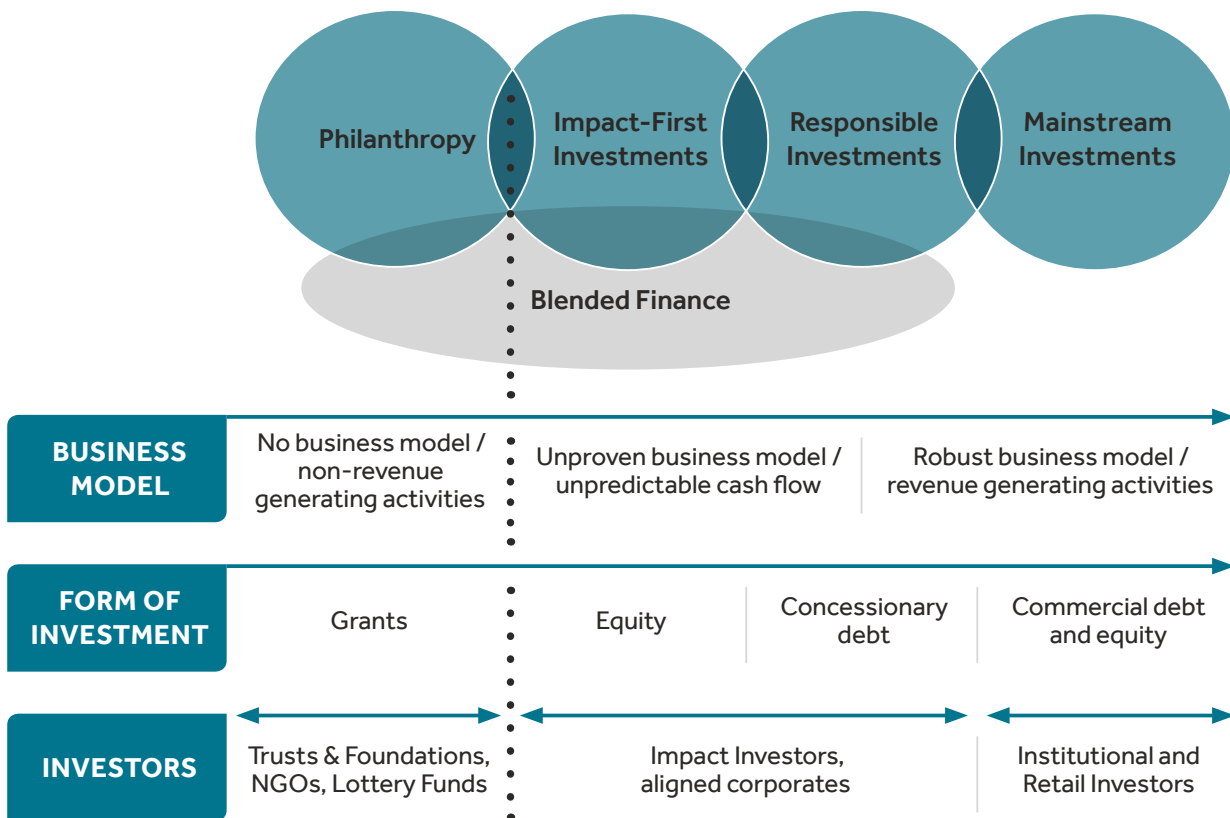 Philanthropy
Impact-First
Investments
Responsible
Investments
Mainstream
Investments
Blended Finance
BUSINESS
MODEL
No business model /
non-revenue
generating activities
Unproven business model /
unpredictable cash flow
Robust business model /
revenue generating activities
FORM OF
INVESTMENT
Grants
Equity
Concessionary
debt
Commercial debt
and equity
INVESTORS
Trusts & Foundations,
NGOs, Lottery Funds
Impact Investors,
aligned corporates
Institutional and
Retail Investors